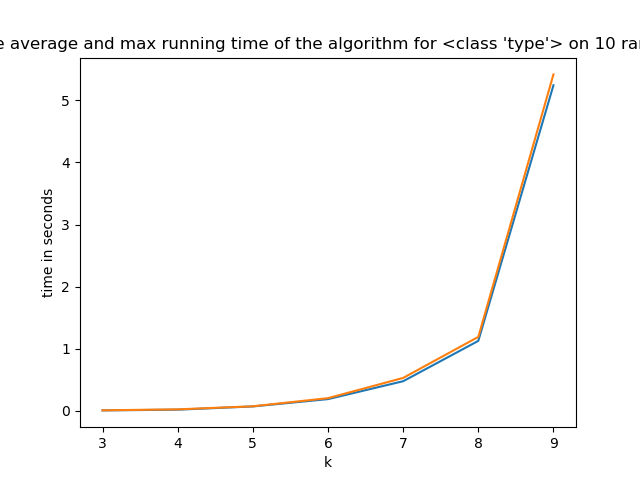 average and max running time of the algorithm for <class 'type'> on 10
time in seconds
5
4
3
2
1
0
3 4 5 6 7 8 9
k